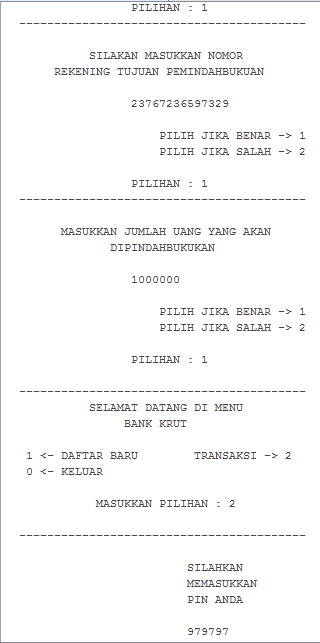 PILIHAN : 1
-----------------------------------------
SILAKAN MASUKKAN NOMOR
REKENING TUJUAN PEMINDAHBUKUAN
23767236597329
PILIH JIKA BENAR -> 1
PILIH JIKA SALAH -> 2
PILIHAN : 1
-----------------------------------------
MASUKKAN JUMLAH UANG YANG AKAN
DIPINDAHBUKUKAN
1000000
PILIH JIKA BENAR -> 1
PILIH JIKA SALAH -> 2
PILIHAN : 1
-----------------------------------------
SELAMAT DATANG DI MENU
BANK KRUT
1 <- DAFTAR BARU TRANSAKSI -> 2
0 <- KELUAR
MASUKKAN PILIHAN : 2
-----------------------------------------
SILAHKAN
MEMASUKKAN
PIN ANDA
979797